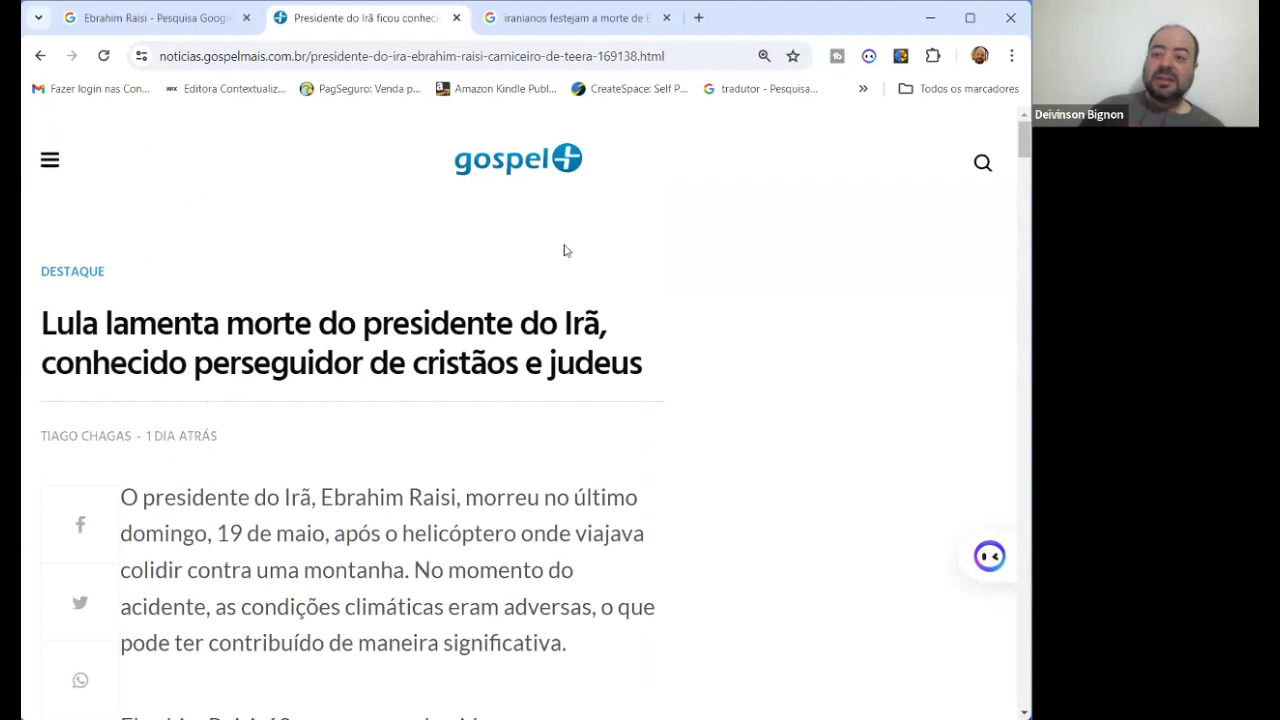 Ebrahim Raisi - Pesquisa Googl
Presidente do Irã ficou conheci
iranianos festejam a morte de E
noticias.gospelmais.com.br/presidente-do-ira-ebrahim-raisi-carniceiro-de-teera-169138.html
Fazer login nas Con...
Editora Contextualiz...
PagSeguro: Venda p...
Amazon Kindle Publ...
CreateSpace: Self P...
tradutor - Pesquisa...
Todos os marcadores
Deivinson Bignon
gospel+
DESTAQUE
Lula lamenta morte do presidente do Irã,
conhecido perseguidor de cristãos e judeus
TIAGO CHAGAS - 1 DIA ATRÁS
O presidente do Irã, Ebrahim Raisi, morreu no último
domingo, 19 de maio, após o helicóptero onde viajava
colidir contra uma montanha. No momento do
acidente, as condições climáticas eram adversas, o que
pode ter contribuído de maneira significativa.